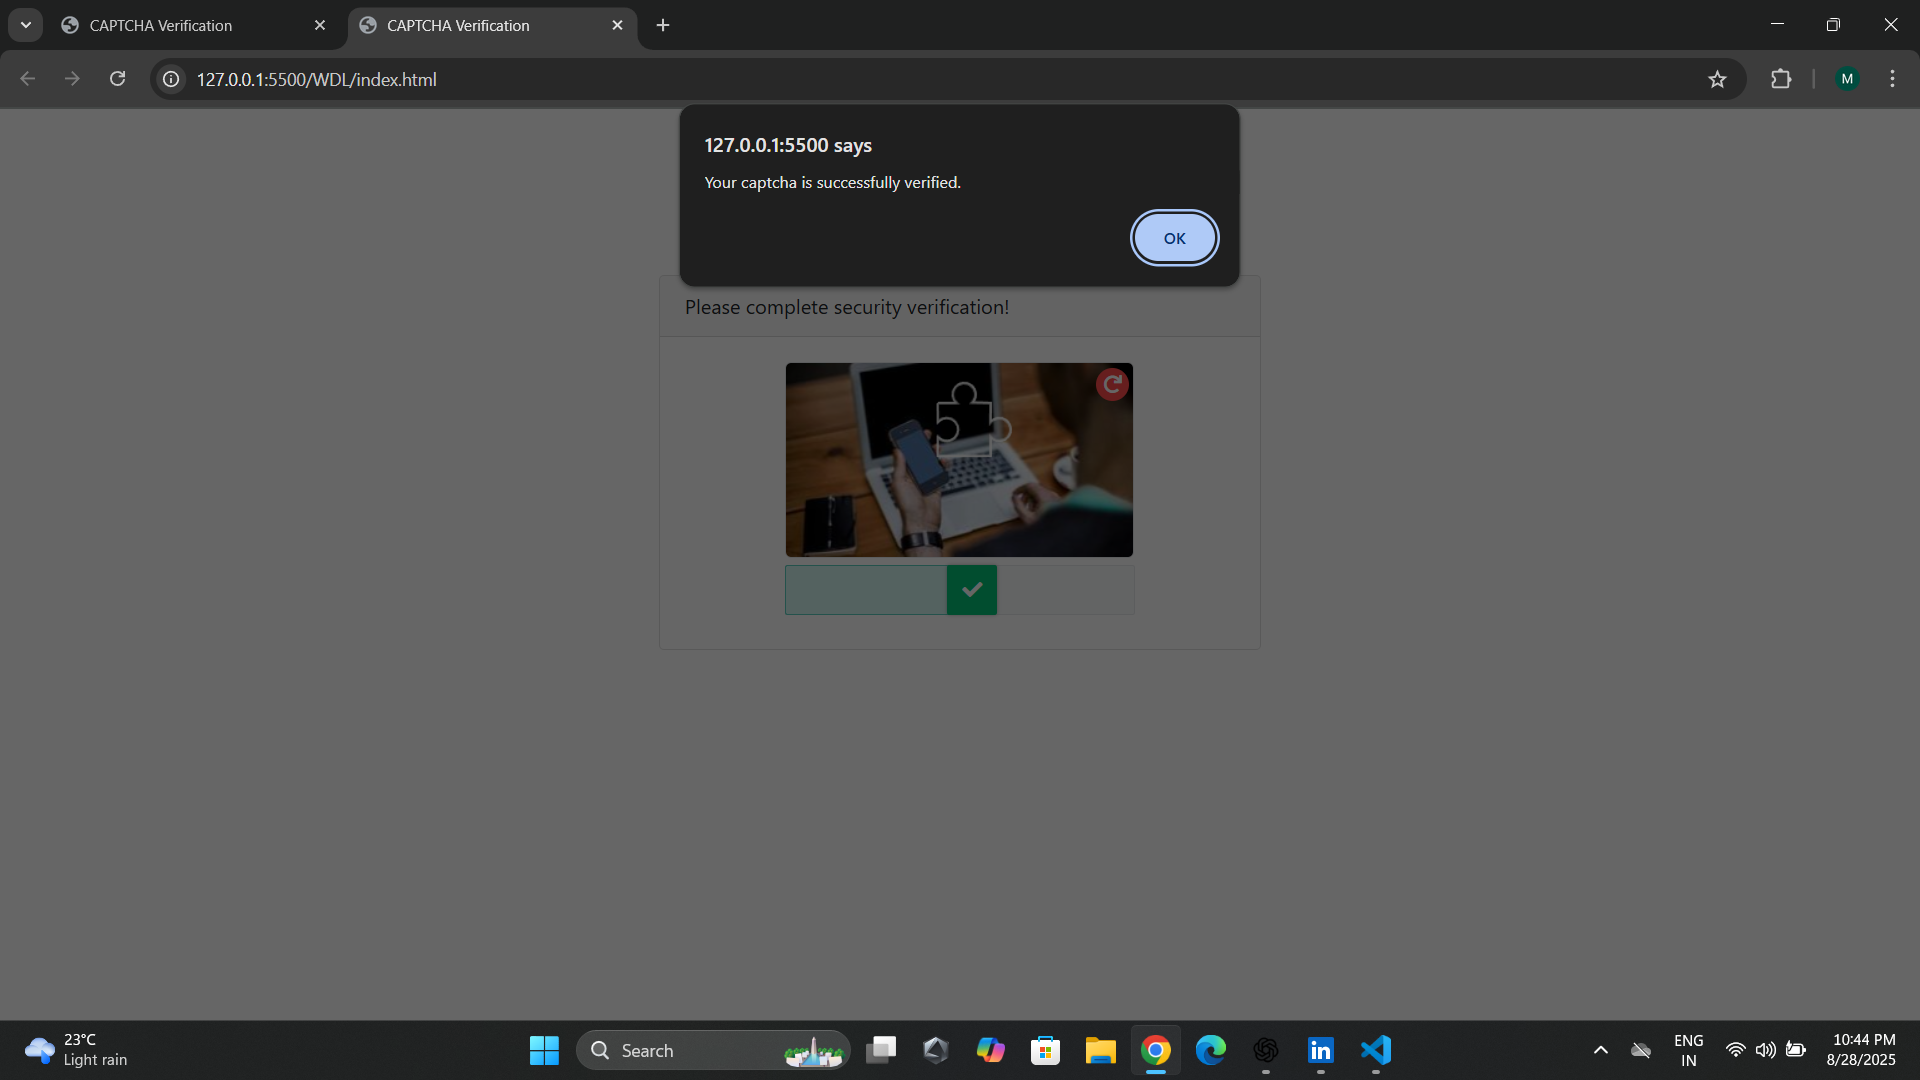 CAPTCHA Verification
CAPTCHA Verification
127.0.0.1:5500/WDL/index.html
M
127.0.0.1:5500 says
Your captcha is successfully verified.
OK
Please complete security verification!
23°C
Light rain
Search
in
ENG
IN
10:44 PM
8/28/2025